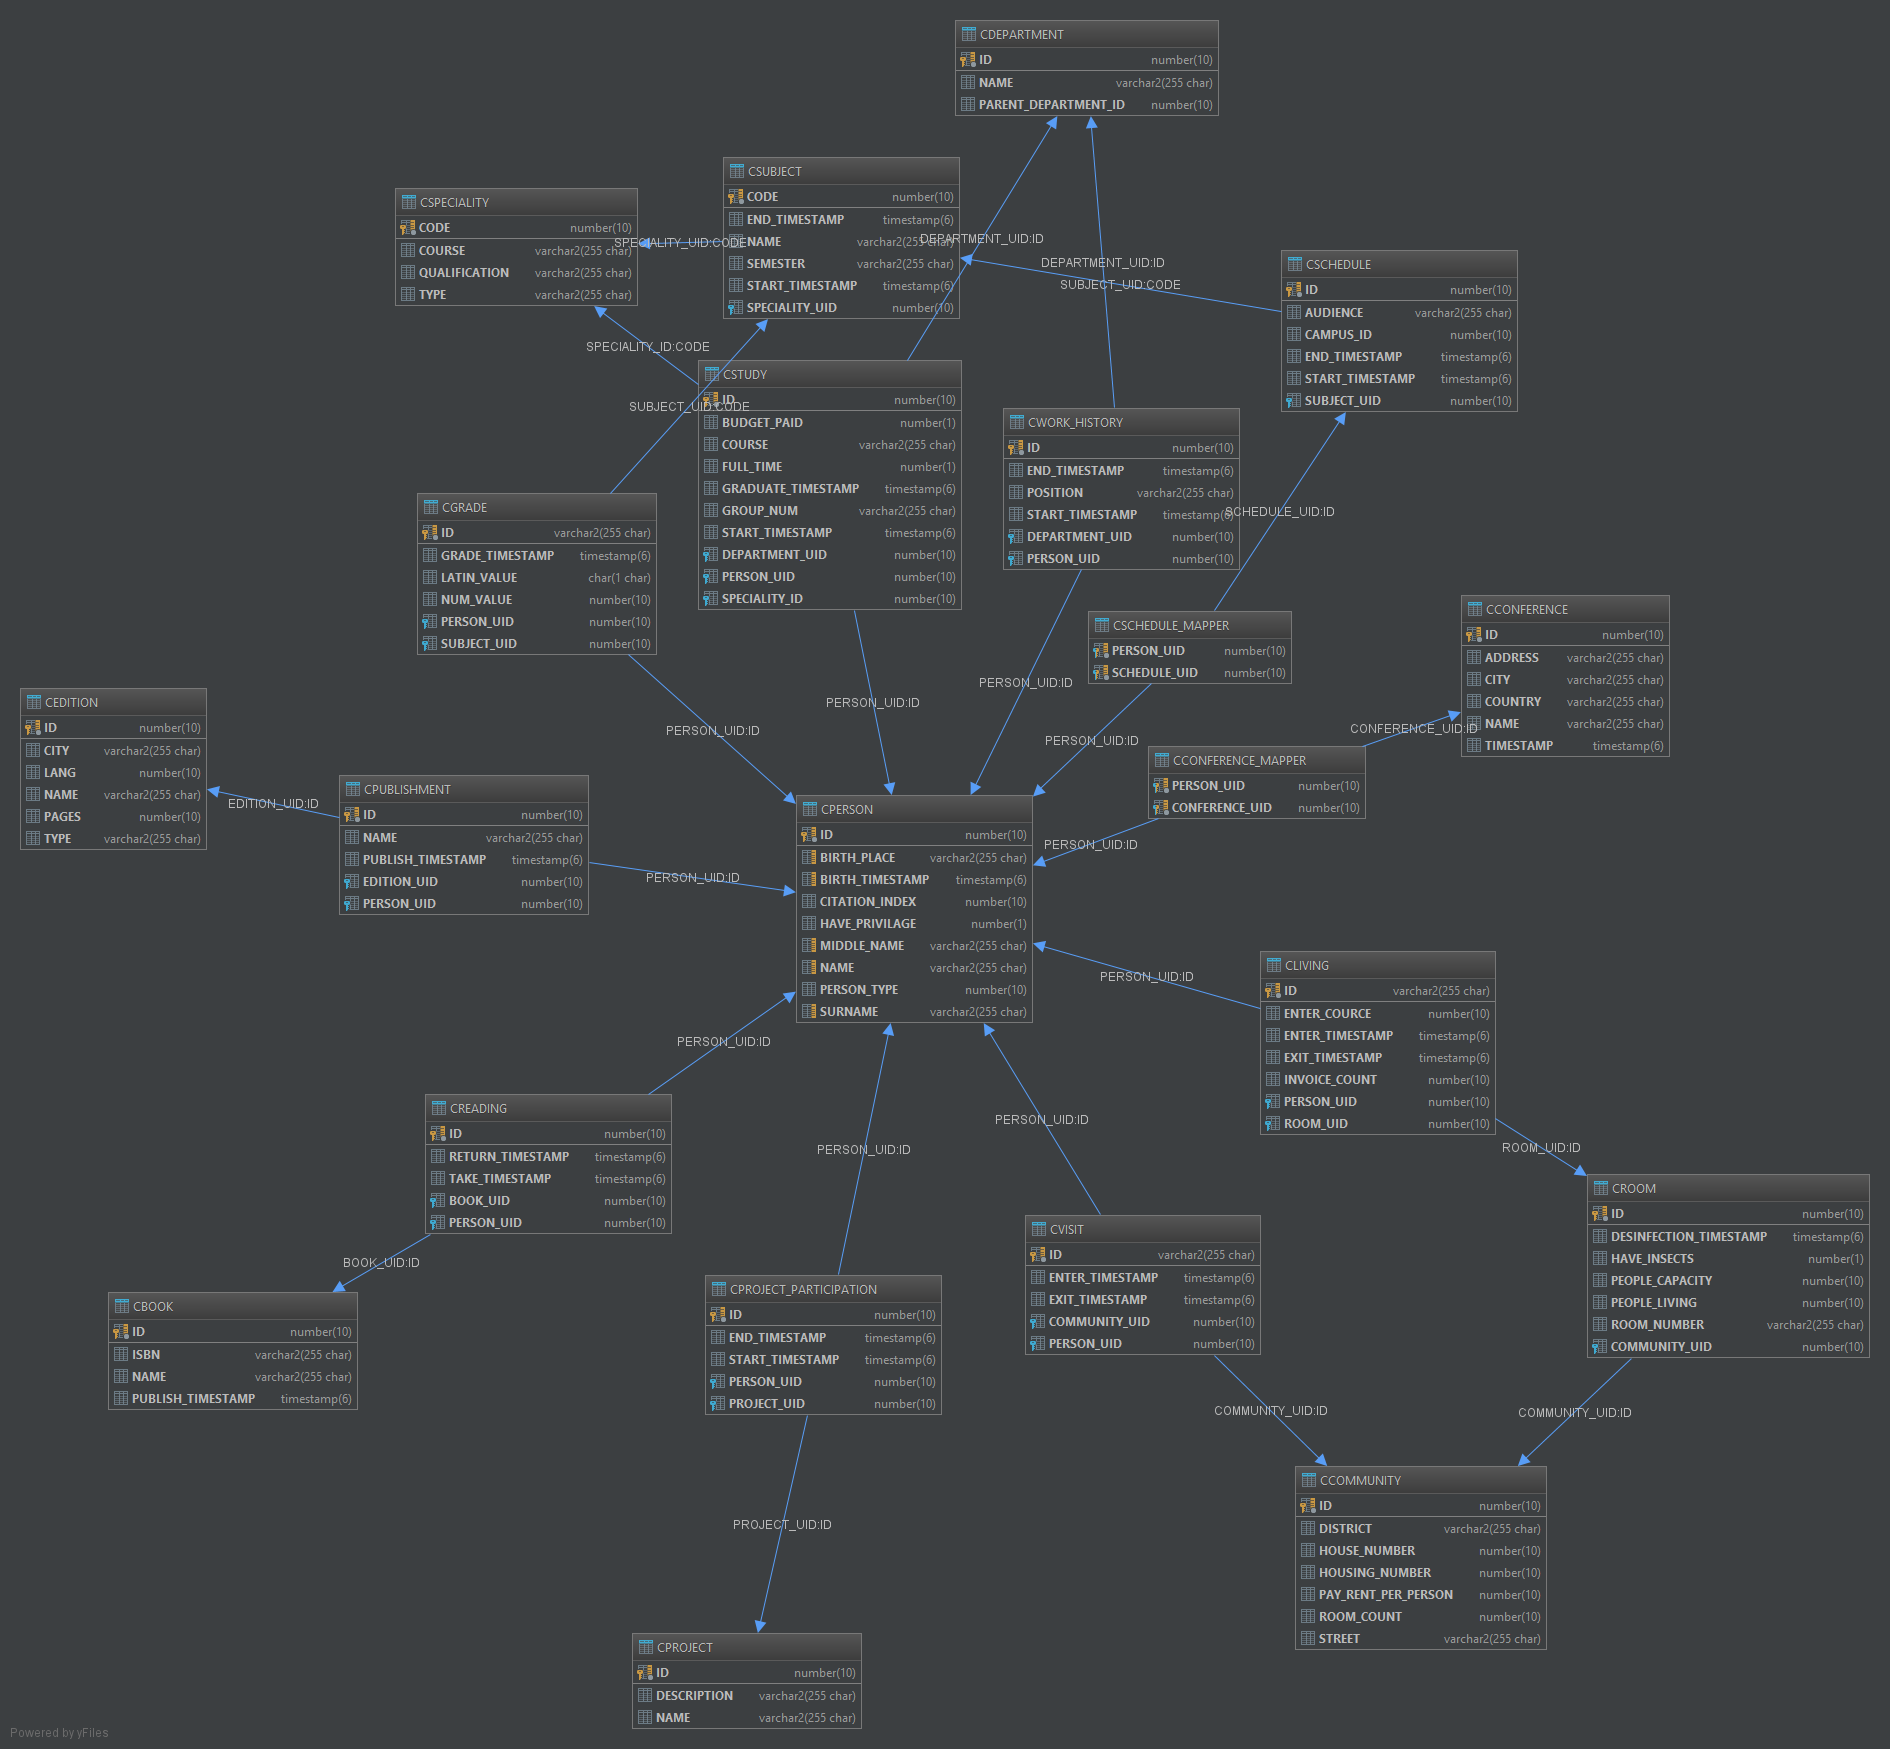 CDEPARTMENT
ID number(10)
NAME varchar2(255 char)
PARENT_DEPARTMENT_ID number(10)
CSUBJECT
CODE number(10)
END_TIMESTAMP timestamp(6)
NAME varchar2(255 char)
SEMESTER varchar2(255 char)
START_TIMESTAMP timestamp(6)
SPECIALITY_UID number(10)
CSPECIALITY
CODE number(10)
COURSE varchar2(255 char)
QUALIFICATION varchar2(255 char)
TYPE varchar2(255 char)
SPECIALITY_UID:CODE
DEPARTMENT_UID:ID
DEPARTMENT_UID:ID
SUBJECT_UID:CODE
CSCHEDULE
ID number(10)
AUDIENCE varchar2(255 char)
CAMPUS_ID number(10)
END_TIMESTAMP timestamp(6)
START_TIMESTAMP timestamp(6)
SUBJECT_UID number(10)
SPECIALITY_ID:CODE
SUBJECT_UID:CODE
CSTUDY
ID number(10)
BUDGET_PAID number(1)
COURSE varchar2(255 char)
FULL_TIME number(1)
GRADUATE_TIMESTAMP timestamp(6)
GROUP_NUM varchar2(255 char)
START_TIMESTAMP timestamp(6)
DEPARTMENT_UID number(10)
PERSON_UID number(10)
SPECIALITY_ID number(10)
CWORK_HISTORY
ID number(10)
END_TIMESTAMP timestamp(6)
POSITION varchar2(255 char)
START_TIMESTAMP timestamp(6)
DEPARTMENT_UID number(10)
PERSON_UID number(10)
SCHEDULE_UID:ID
CGRADE
ID varchar2(255 char)
GRADE_TIMESTAMP timestamp(6)
LATIN_VALUE char(1 char)
NUM_VALUE number(10)
PERSON_UID number(10)
SUBJECT_UID number(10)
CSCHEDULE_MAPPER
PERSON_UID number(10)
SCHEDULE_UID number(10)
CCONFERENCE
ID number(10)
ADDRESS varchar2(255 char)
CITY varchar2(255 char)
COUNTRY varchar2(255 char)
NAME varchar2(255 char)
TIMESTAMP timestamp(6)
PERSON_UID:ID
PERSON_UID:ID
PERSON_UID:ID
PERSON_UID:ID
CONFERENCE_UID:ID
CEDITION
ID number(10)
CITY varchar2(255 char)
LANG number(10)
NAME varchar2(255 char)
PAGES number(10)
TYPE varchar2(255 char)
EDITION_UID:ID
CPUBLISHMENT
ID number(10)
NAME varchar2(255 char)
PUBLISH_TIMESTAMP timestamp(6)
EDITION_UID number(10)
PERSON_UID number(10)
PERSON_UID:ID
CCONFERENCE_MAPPER
PERSON_UID number(10)
CONFERENCE_UID number(10)
PERSON_UID:ID
CPERSON
ID number(10)
BIRTH_PLACE varchar2(255 char)
BIRTH_TIMESTAMP timestamp(6)
CITATION_INDEX number(10)
HAVE_PRIVILAGE number(1)
MIDDLE_NAME varchar2(255 char)
NAME varchar2(255 char)
PERSON_TYPE number(10)
SURNAME varchar2(255 char)
PERSON_UID:ID
CLIVING
ID varchar2(255 char)
ENTER_COURCE number(10)
ENTER_TIMESTAMP timestamp(6)
EXIT_TIMESTAMP timestamp(6)
INVOICE_COUNT number(10)
PERSON_UID number(10)
ROOM_UID number(10)
PERSON_UID:ID
PERSON_UID:ID
PERSON_UID:ID
ROOM_UID:ID
CREADING
ID number(10)
RETURN_TIMESTAMP timestamp(6)
TAKE_TIMESTAMP timestamp(6)
BOOK_UID number(10)
PERSON_UID number(10)
BOOK_UID:ID
CROOM
ID number(10)
DESINFECTION_TIMESTAMP timestamp(6)
HAVE_INSECTS number(1)
PEOPLE_CAPACITY number(10)
PEOPLE_LIVING number(10)
ROOM_NUMBER varchar2(255 char)
COMMUNITY_UID number(10)
CVISIT
ID varchar2(255 char)
ENTER_TIMESTAMP timestamp(6)
EXIT_TIMESTAMP timestamp(6)
COMMUNITY_UID number(10)
PERSON_UID number(10)
CBOOK
ID number(10)
ISBN varchar2(255 char)
NAME varchar2(255 char)
PUBLISH_TIMESTAMP timestamp(6)
CPROJECT_PARTICIPATION
ID number(10)
END_TIMESTAMP timestamp(6)
START_TIMESTAMP timestamp(6)
PERSON_UID number(10)
PROJECT_UID number(10)
COMMUNITY_UID:ID
COMMUNITY_UID:ID
PROJECT_UID:ID
CCOMMUNITY
ID number(10)
DISTRICT varchar2(255 char)
HOUSE_NUMBER number(10)
HOUSING_NUMBER number(10)
PAY_RENT_PER_PERSON number(10)
ROOM_COUNT number(10)
STREET varchar2(255 char)
CPROJECT
ID number(10)
DESCRIPTION varchar2(255 char)
NAME varchar2(255 char)
Powered by yFiles